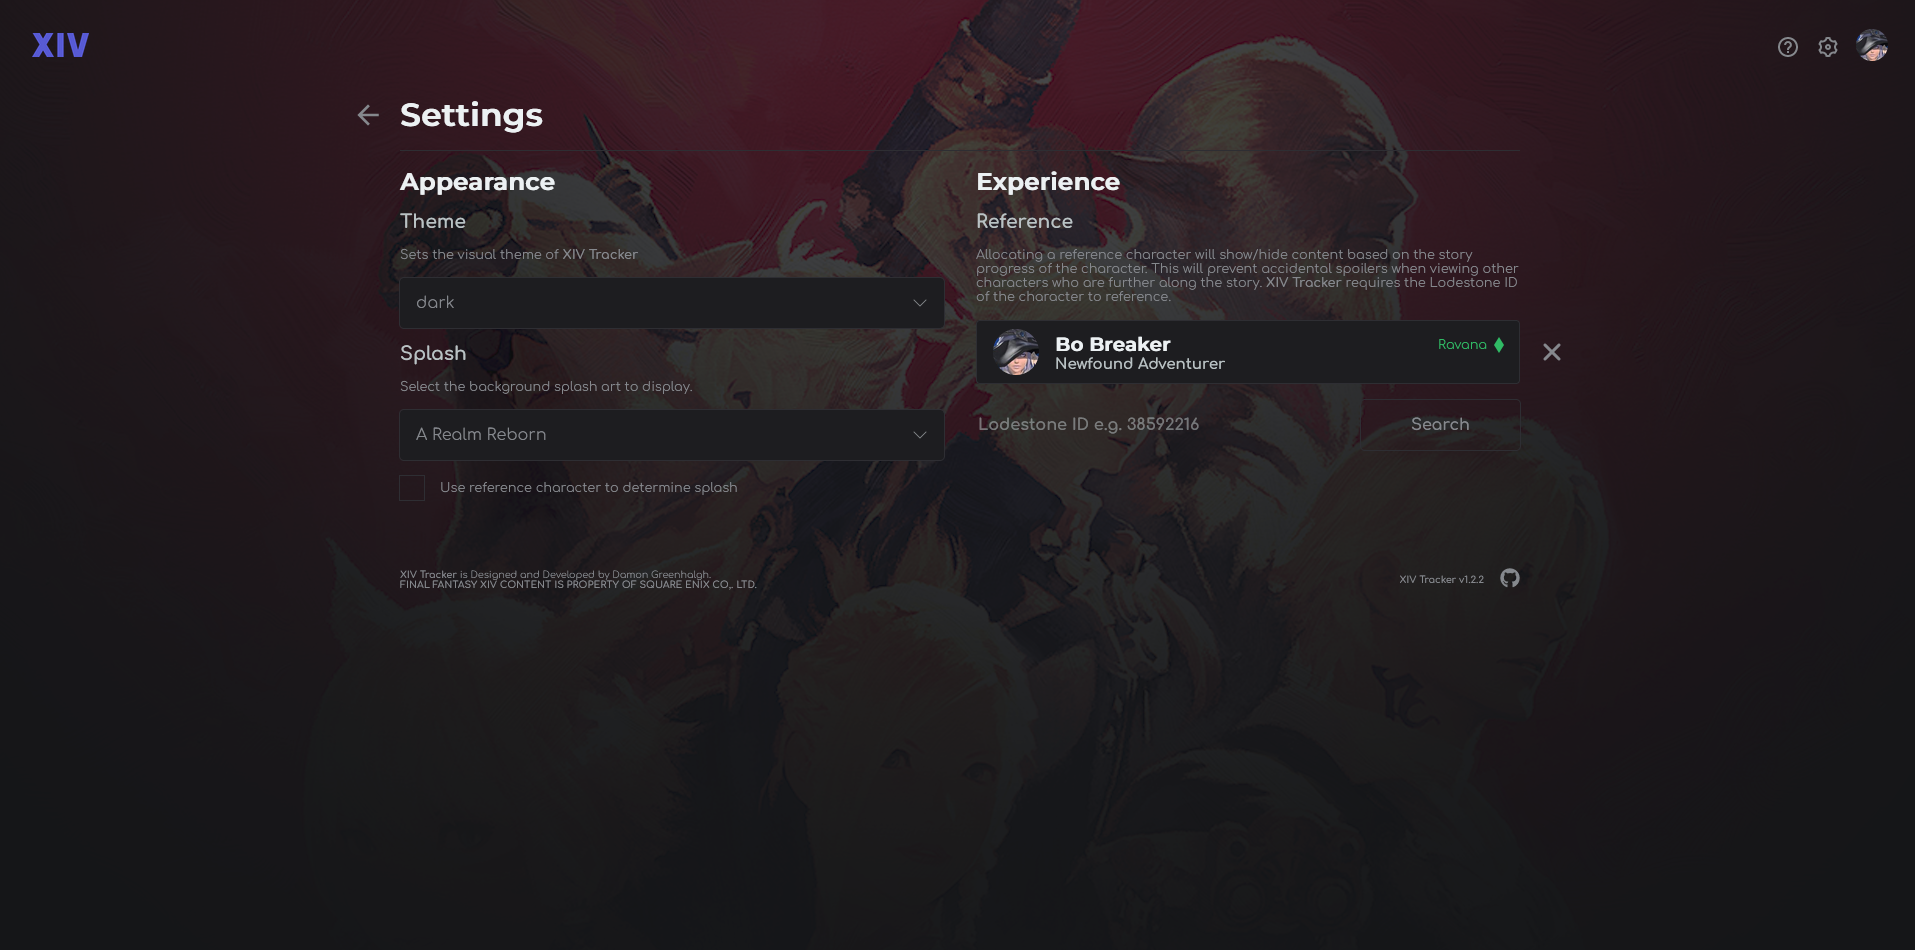 XIV
Settings
Appearance
Theme
Sets the visual theme of XIV Tracker
dark
Splash
Select the background splash art to display.
A Realm Reborn
Use reference character to determine splash
Experience
Reference
Allocating a reference character will show/hide content based on the story
progress of the character. This will prevent accidental spoilers when viewing other
characters who are further along the story. XIV Tracker requires the Lodestone ID
of the character to reference.
Bo Breaker
Ravana
Newfound Adventurer
Lodestone ID e.g. 38592216
Search
XIV Tracker is Designed and Developed by Damon Greenhalgh.
FINAL FANTASY XIV CONTENT IS PROPERTY OF SQUARE ENIX CO,. LTD.
XIV Tracker v1.2.2